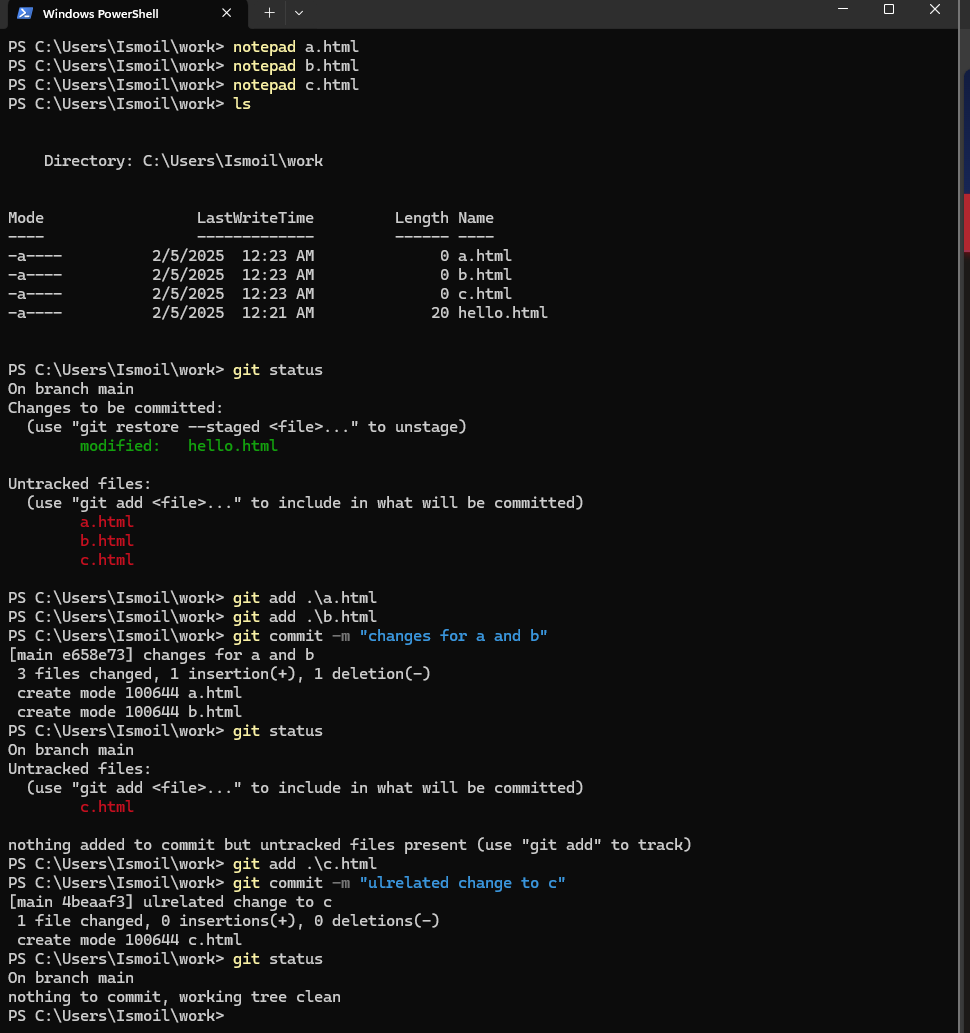 Windows PowerShell
PS C:\Users\Ismoil\work> notepad a.html
PS C:\Users\Ismoil\work> notepad b.html
PS C:\Users\Ismoil\work> notepad c.html
PS C:\Users\Ismoil\work> ls
Directory: C:\Users\Ismoil\work
Mode LastWriteTime Length Name
---- ------------- ------ ----
-a---- 2/5/2025 12:23 AM 0 a.html
-a---- 2/5/2025 12:23 AM 0 b.html
-a---- 2/5/2025 12:23 AM 0 c.html
-a---- 2/5/2025 12:21 AM 20 hello.html
PS C:\Users\Ismoil\work> git status
On branch main
Changes to be committed:
(use "git restore --staged <file>..." to unstage)
modified: hello.html
Untracked files:
(use "git add <file>..." to include in what will be committed)
a.html
b.html
c.html
PS C:\Users\Ismoil\work> git add .\a.html
PS C:\Users\Ismoil\work> git add .\b.html
PS C:\Users\Ismoil\work> git commit -m "changes for a and b"
[main e658e73] changes for a and b
3 files changed, 1 insertion(+), 1 deletion(-)
create mode 100644 a.html
create mode 100644 b.html
PS C:\Users\Ismoil\work> git status
On branch main
Untracked files:
(use "git add <file>..." to include in what will be committed)
c.html
nothing added to commit but untracked files present (use "git add" to track)
PS C:\Users\Ismoil\work> git add .\c.html
PS C:\Users\Ismoil\work> git commit -m "ulrelated change to c"
[main 4beaaf3] ulrelated change to c
1 file changed, 0 insertions(+), 0 deletions(-)
create mode 100644 c.html
PS C:\Users\Ismoil\work> git status
On branch main
nothing to commit, working tree clean
PS C:\Users\Ismoil\work>